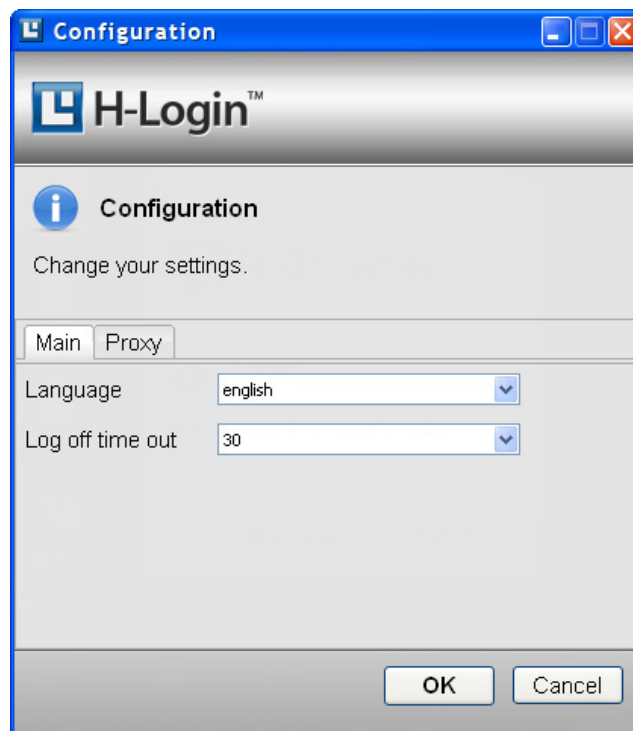 Configuration
H-Login™
Configuration
Change your settings.
Main Proxy
Language english
Log off time out 30
OK Cancel